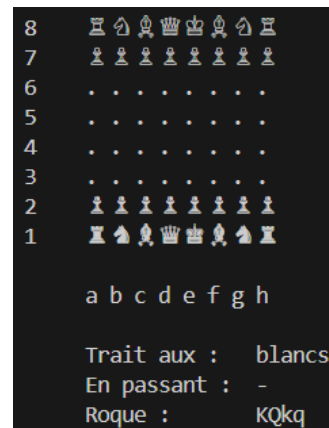 8 ♖ ♘ ♗ ♕ ♔ ♗ ♘ ♖
7 ♙ ♙ ♙ ♙ ♙ ♙ ♙ ♙
6 . . . . . . . .
5 . . . . . . . .
4 . . . . . . . .
3 . . . . . . . .
2 ♟ ♟ ♟ ♟ ♟ ♟ ♟ ♟
1 ♜ ♞ ♝ ♛ ♚ ♝ ♞ ♜
a b c d e f g h
Trait aux : blancs
En passant : -
Roque : KQkq